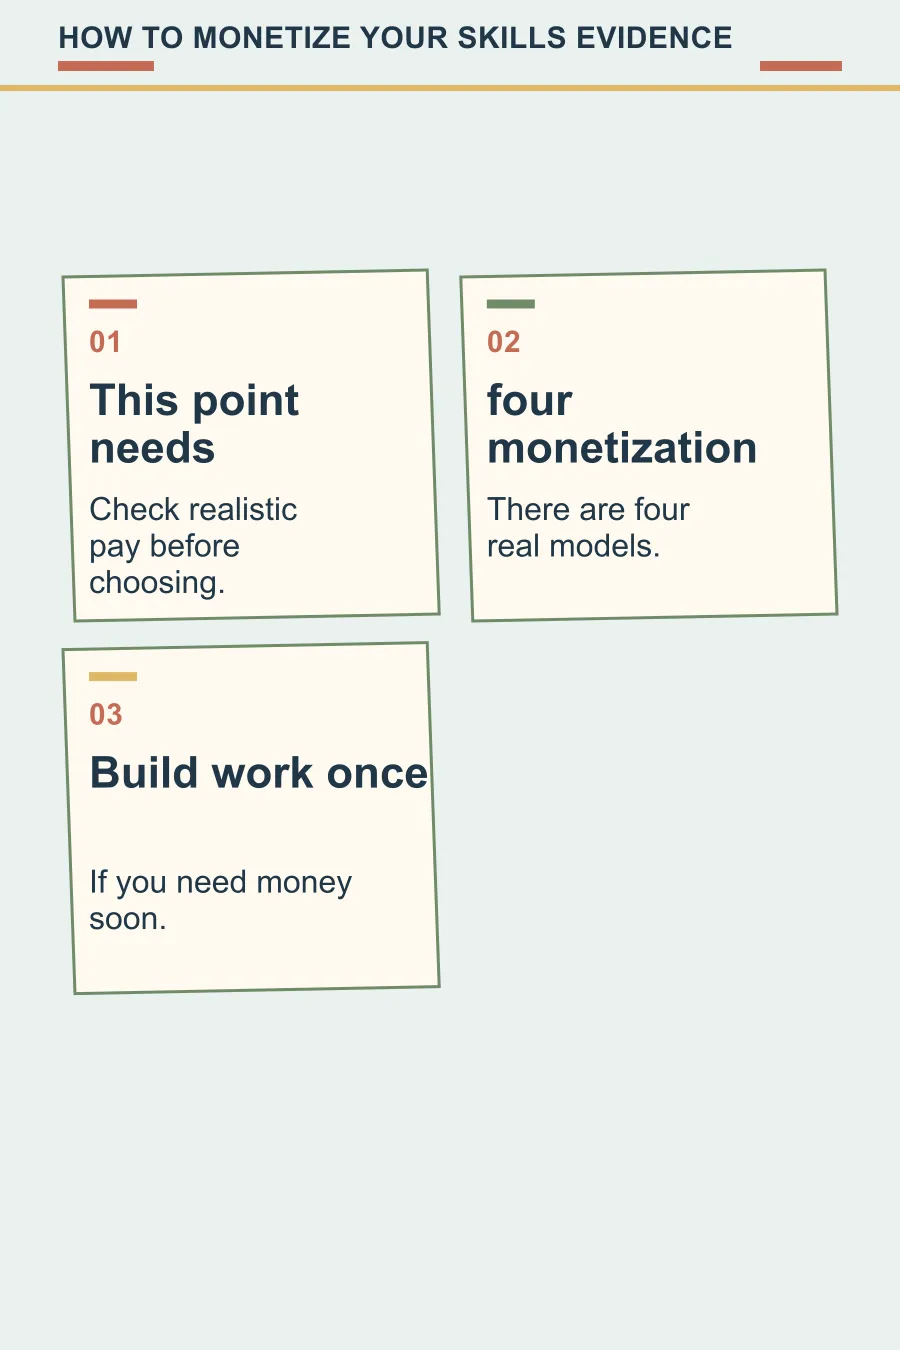 HOW TO MONETIZE YOUR SKILLS EVIDENCE
01
This point
needs
Check realistic
pay before
choosing.
02
four
monetization
There are four
real models.
03
Build work once
If you need money
soon.